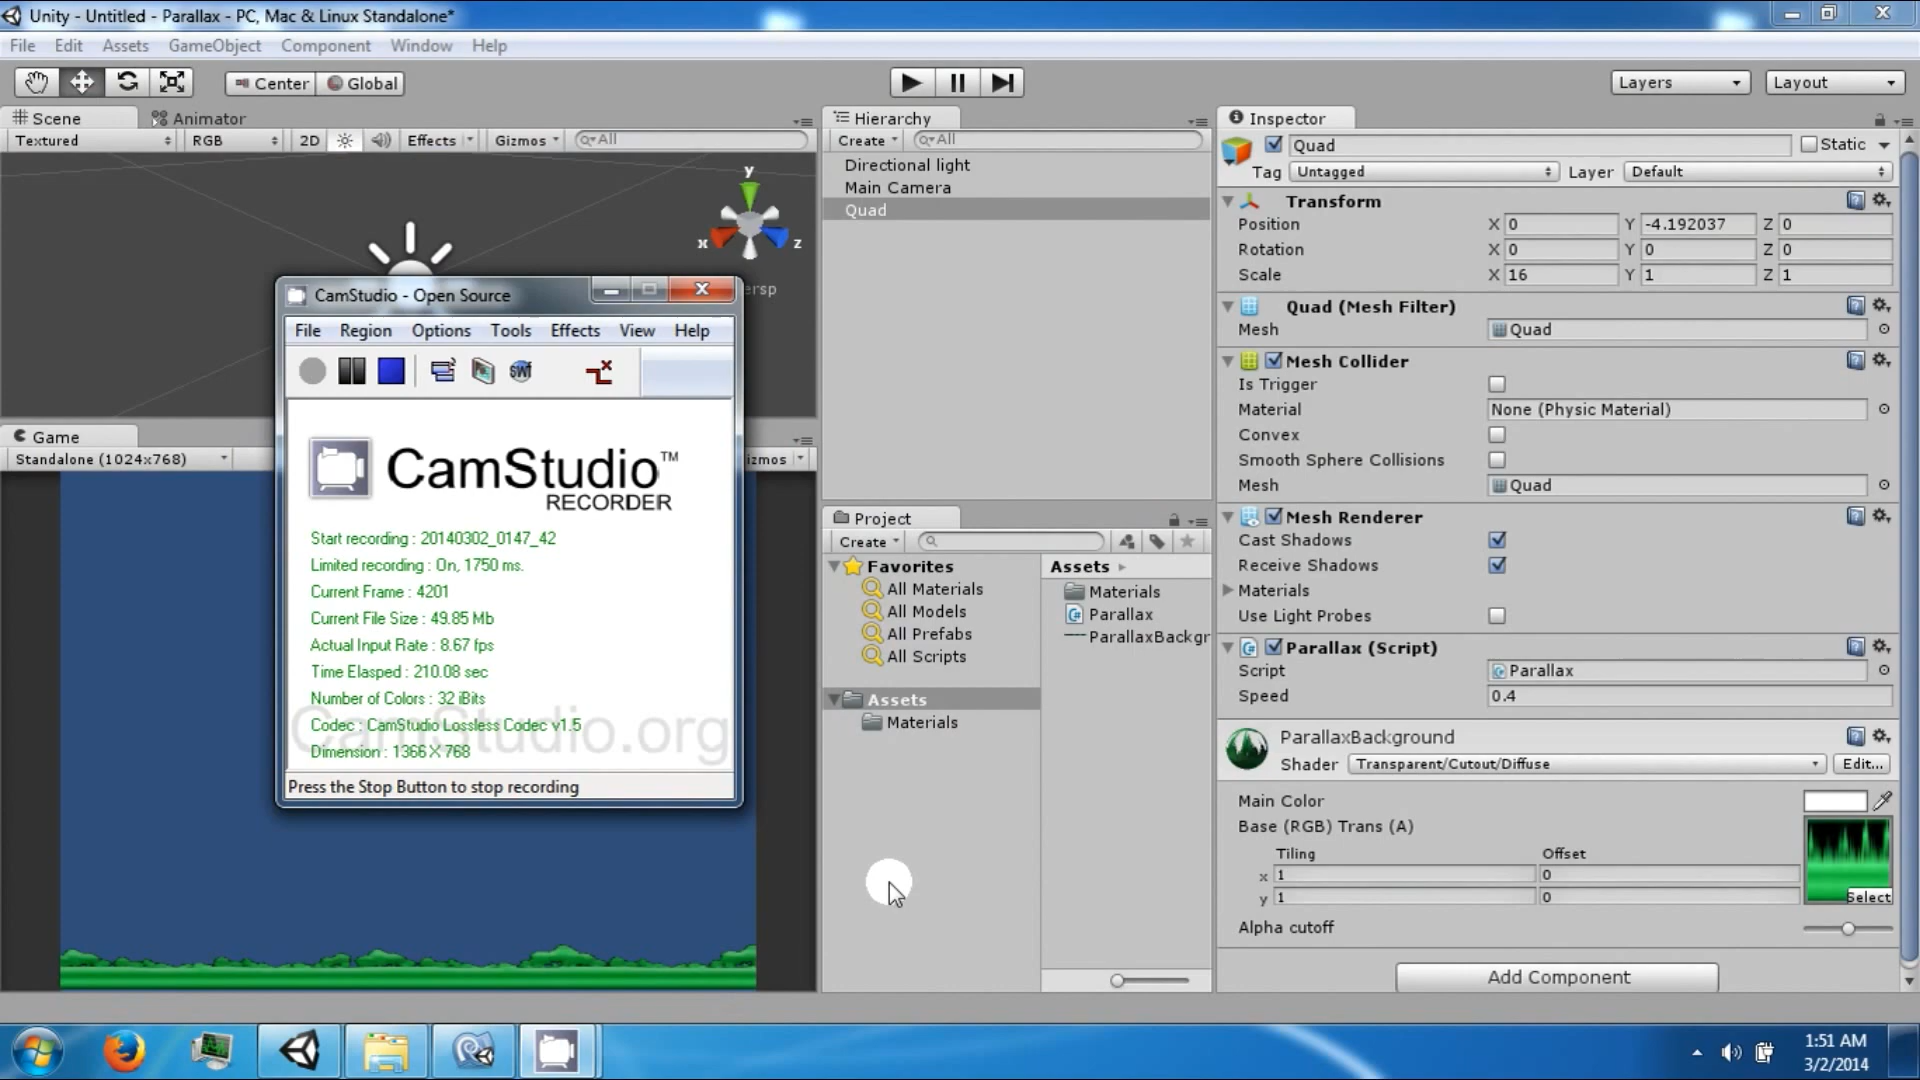 Unity - Untitled - Parallax - PC, Mac & Linux Standalone*
File Edit Assets GameObject Component Window Help
Center Global
Layers Layout
Scene Animator
Textured RGB 2D Effects Gizmos All
y
x z
ersp
Game
Standalone (1024x768) izmos
CamStudio - Open Source
File Region Options Tools Effects View Help
swf
CamStudio™
RECORDER
Start recording : 20140302_0147_42
Limited recording : On, 1750 ms.
Current Frame : 4201
Current File Size : 49.85 Mb
Actual Input Rate : 8.67 fps
Time Elasped : 210.08 sec
Number of Colors : 32 iBits
CamStudio.org
Codec : CamStudio Lossless Codec v1.5
Dimension : 1366 X 768
Press the Stop Button to stop recording
Hierarchy
Create All
Directional light
Main Camera
Quad
Project
Create
Favorites
All Materials
All Models
All Prefabs
All Scripts
Assets
Materials
Assets
Materials
Parallax
ParallaxBackgr
Inspector
Quad Static
Tag Untagged Layer Default
Transform
Position X 0 Y -4.192037 Z 0
Rotation X 0 Y 0 Z 0
Scale X 16 Y 1 Z 1
Quad (Mesh Filter)
Mesh Quad
Mesh Collider
Is Trigger
Material None (Physic Material)
Convex
Smooth Sphere Collisions
Mesh Quad
Mesh Renderer
Cast Shadows
Receive Shadows
Materials
Use Light Probes
Parallax (Script)
Script Parallax
Speed 0.4
ParallaxBackground
Shader Transparent/Cutout/Diffuse Edit...
Main Color
Base (RGB) Trans (A)
Tiling Offset
x 1 0
y 1 0
Select
Alpha cutoff
Add Component
1:51 AM
3/2/2014